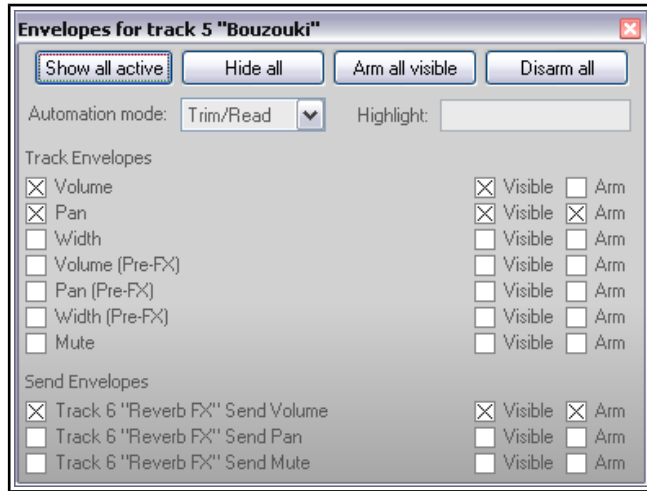 Envelopes for track 5 "Bouzouki"
Show all active Hide all Arm all visible Disarm all
Automation mode: Trim/Read Highlight:
Track Envelopes
Volume Visible Arm
Pan Visible Arm
Width Visible Arm
Volume (Pre-FX) Visible Arm
Pan (Pre-FX) Visible Arm
Width (Pre-FX) Visible Arm
Mute Visible Arm
Send Envelopes
Track 6 "Reverb FX" Send Volume Visible Arm
Track 6 "Reverb FX" Send Pan Visible Arm
Track 6 "Reverb FX" Send Mute Visible Arm